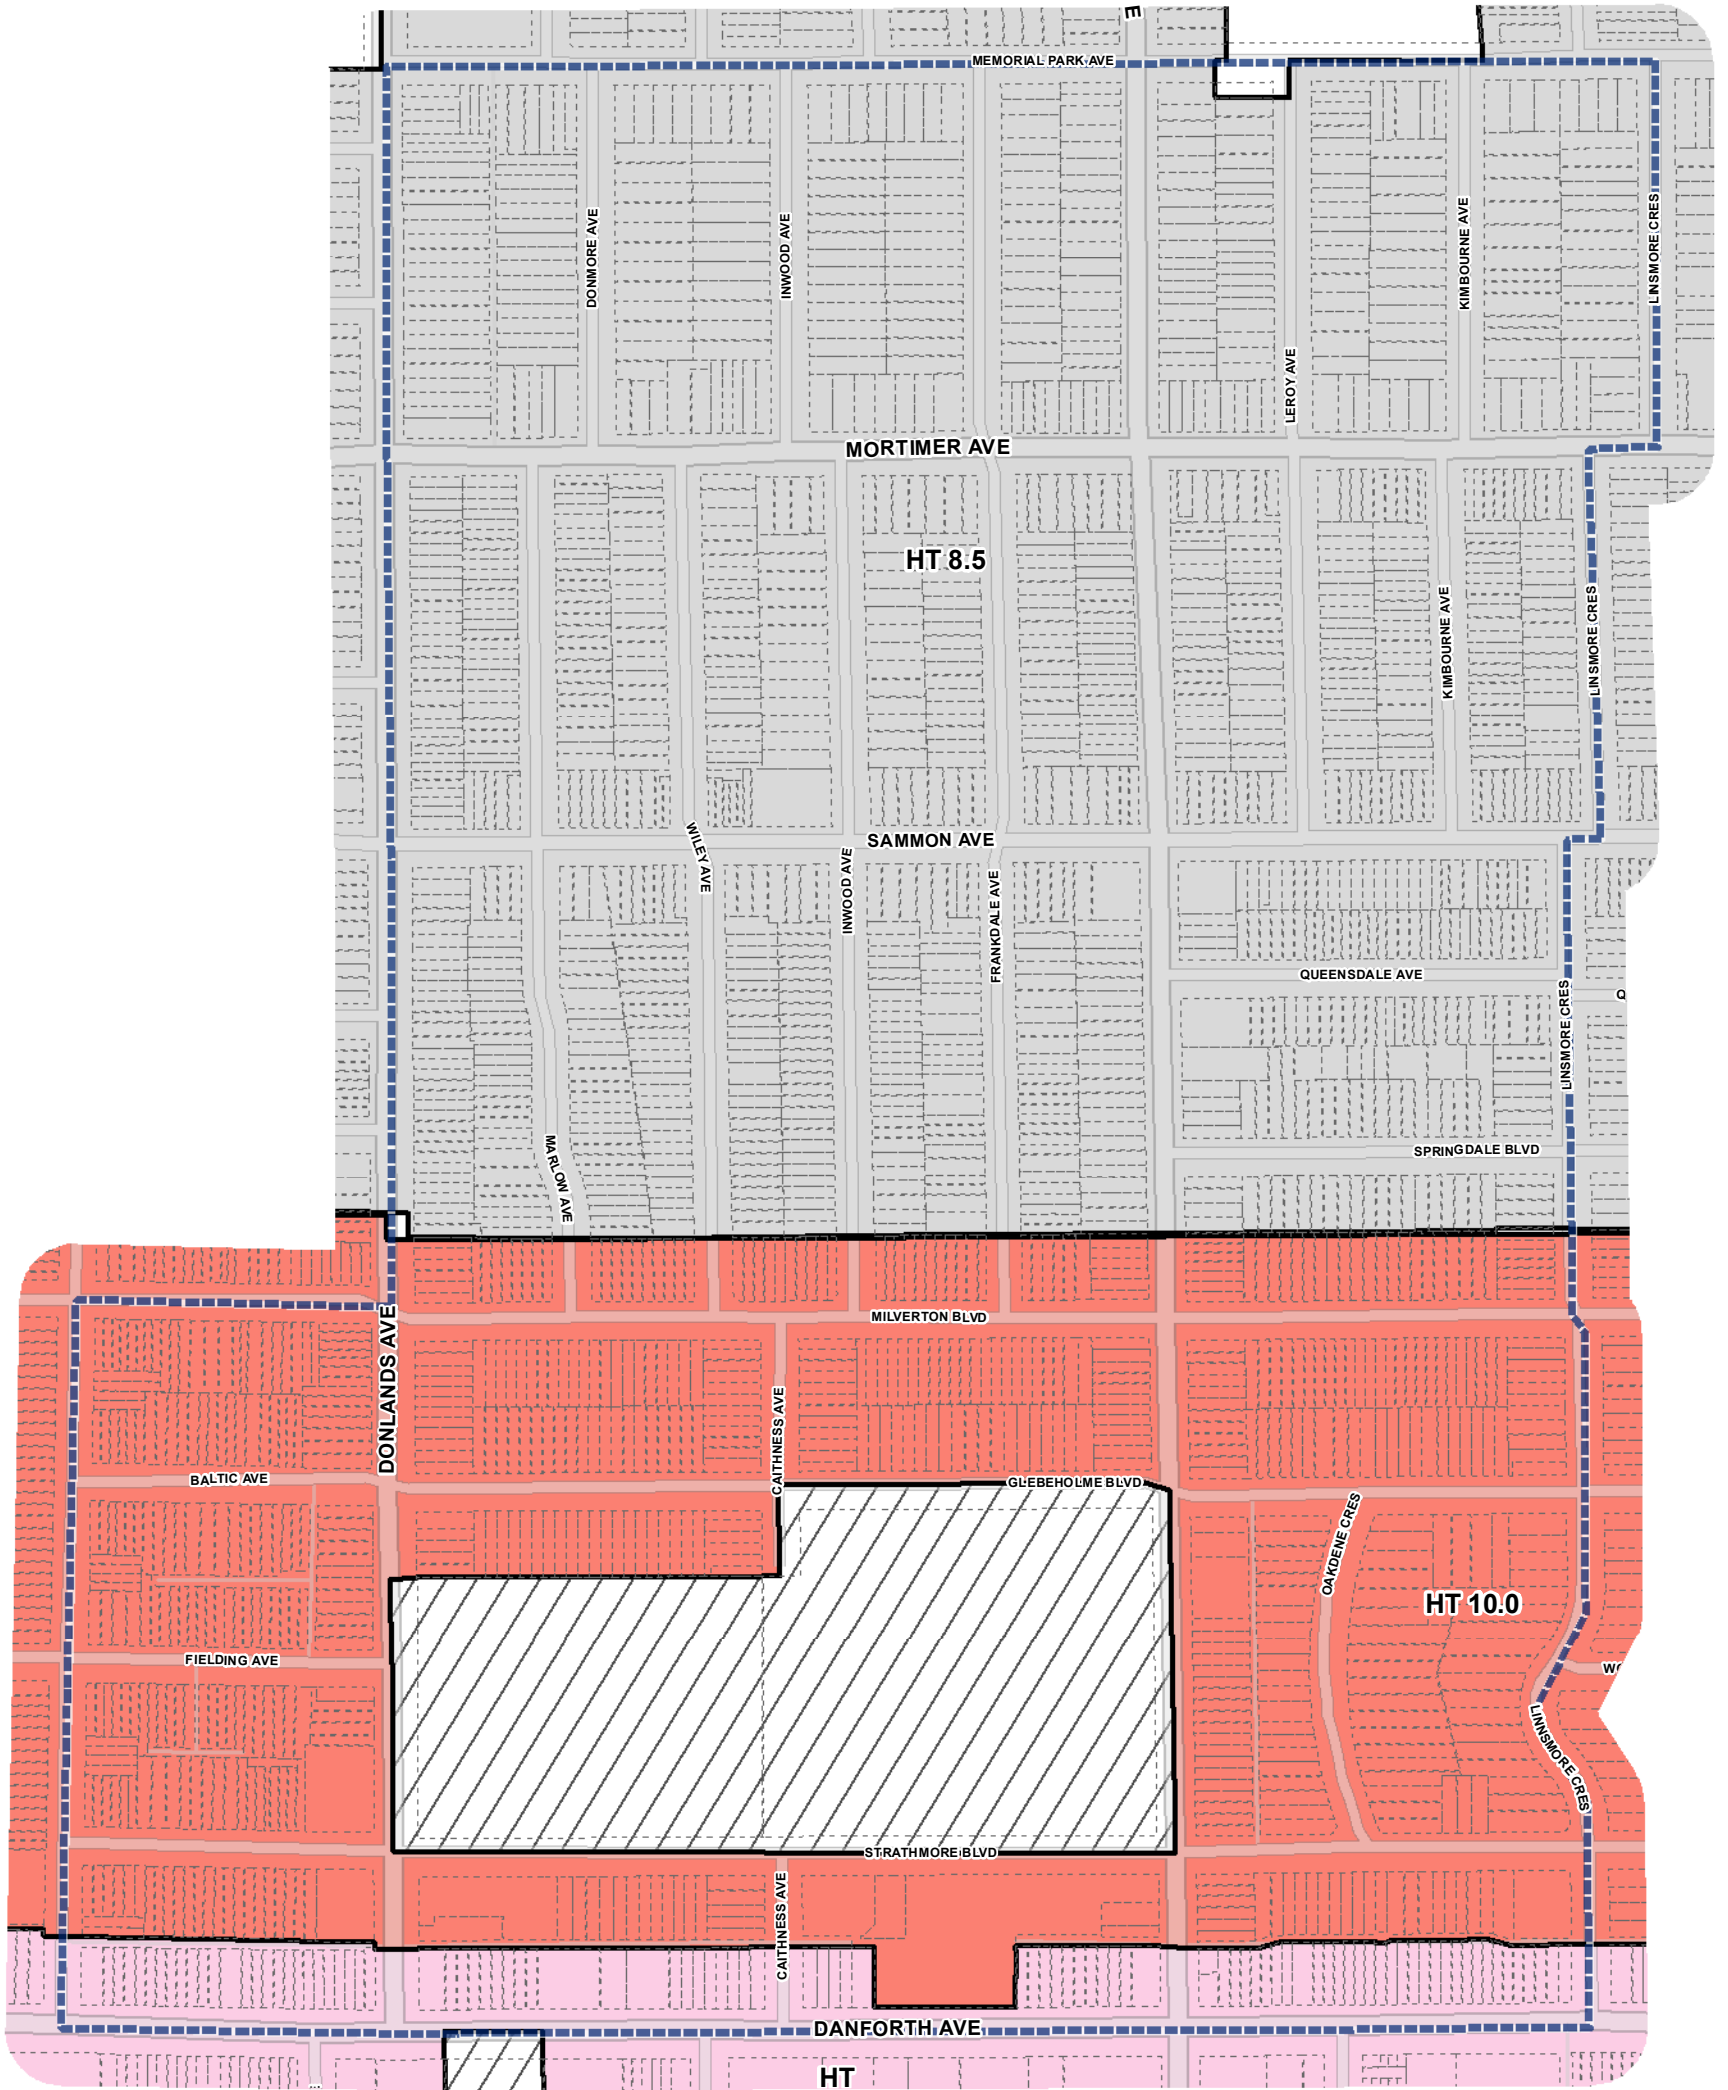 E
MEMORIAL PARK AVE
DONMORE AVE
INWOOD AVE
KIMBOURNE AVE
LINSMORE CRES
LEROY AVE
MORTIMER AVE
HT 8.5
KIMBOURNE AVE
LINSMORE CRES
WILEY AVE
SAMMON AVE
INWOOD AVE
FRANKDALE AVE
QUEENSDALE AVE
Q
LINSMORE CRES
MARLOW AVE
SPRINGDALE BLVD
DONLANDS AVE
MILVERTON BLVD
CAITHNESS AVE
BALTIC AVE
GLEBEHOLME BLVD
OAKDENE CRES
HT 10.0
FIELDING AVE
WO
LINNSMORE CRES
STRATHMORE BLVD
CAITHNESS AVE
DANFORTH AVE
HT